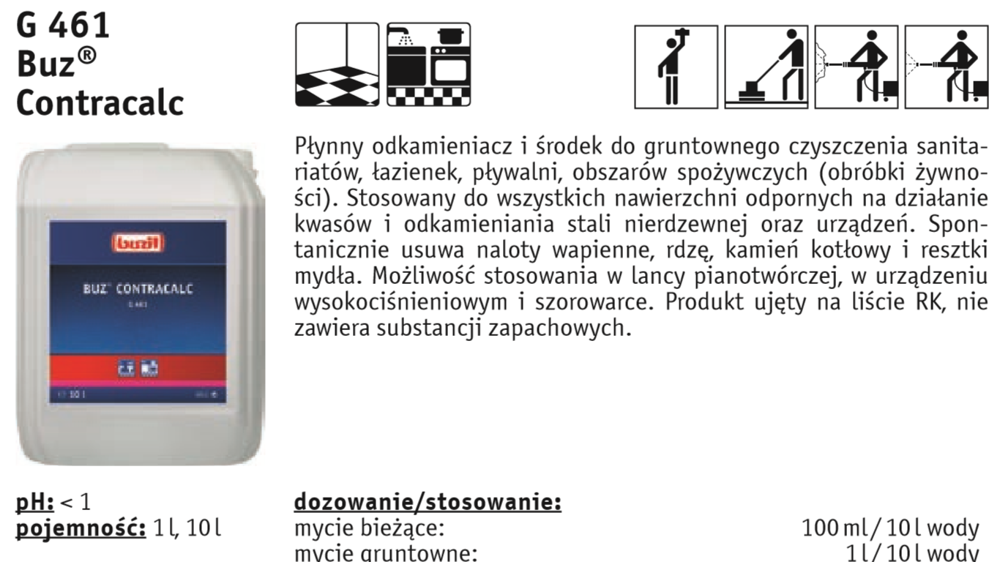 G 461
Buz®
Contracalc
Płynny odkamieniacz i środek do gruntownego czyszczenia sanita-
riatów, łazienek, pływalni, obszarów spożywczych (obróbki żywno-
ści). Stosowany do wszystkich nawierzchni odpornych na działanie
kwasów i odkamieniania stali nierdzewnej oraz urządzeń. Spon-
tanicznie usuwa naloty wapienne, rdzę, kamień kotłowy i resztki
mydła. Możliwość stosowania w lancy pianotwórczej, w urządzeniu
wysokociśnieniowym i szorowarce. Produkt ujęty na liście RK, nie
zawiera substancji zapachowych.
buzil
BUZ® CONTRACALC
G 461
10 l
pH: < 1
pojemność: 1 l, 10 l
dozowanie/stosowanie:
mycie bieżące: 100 ml / 10 l wody
mycie gruntowne: 1 l / 10 l wody